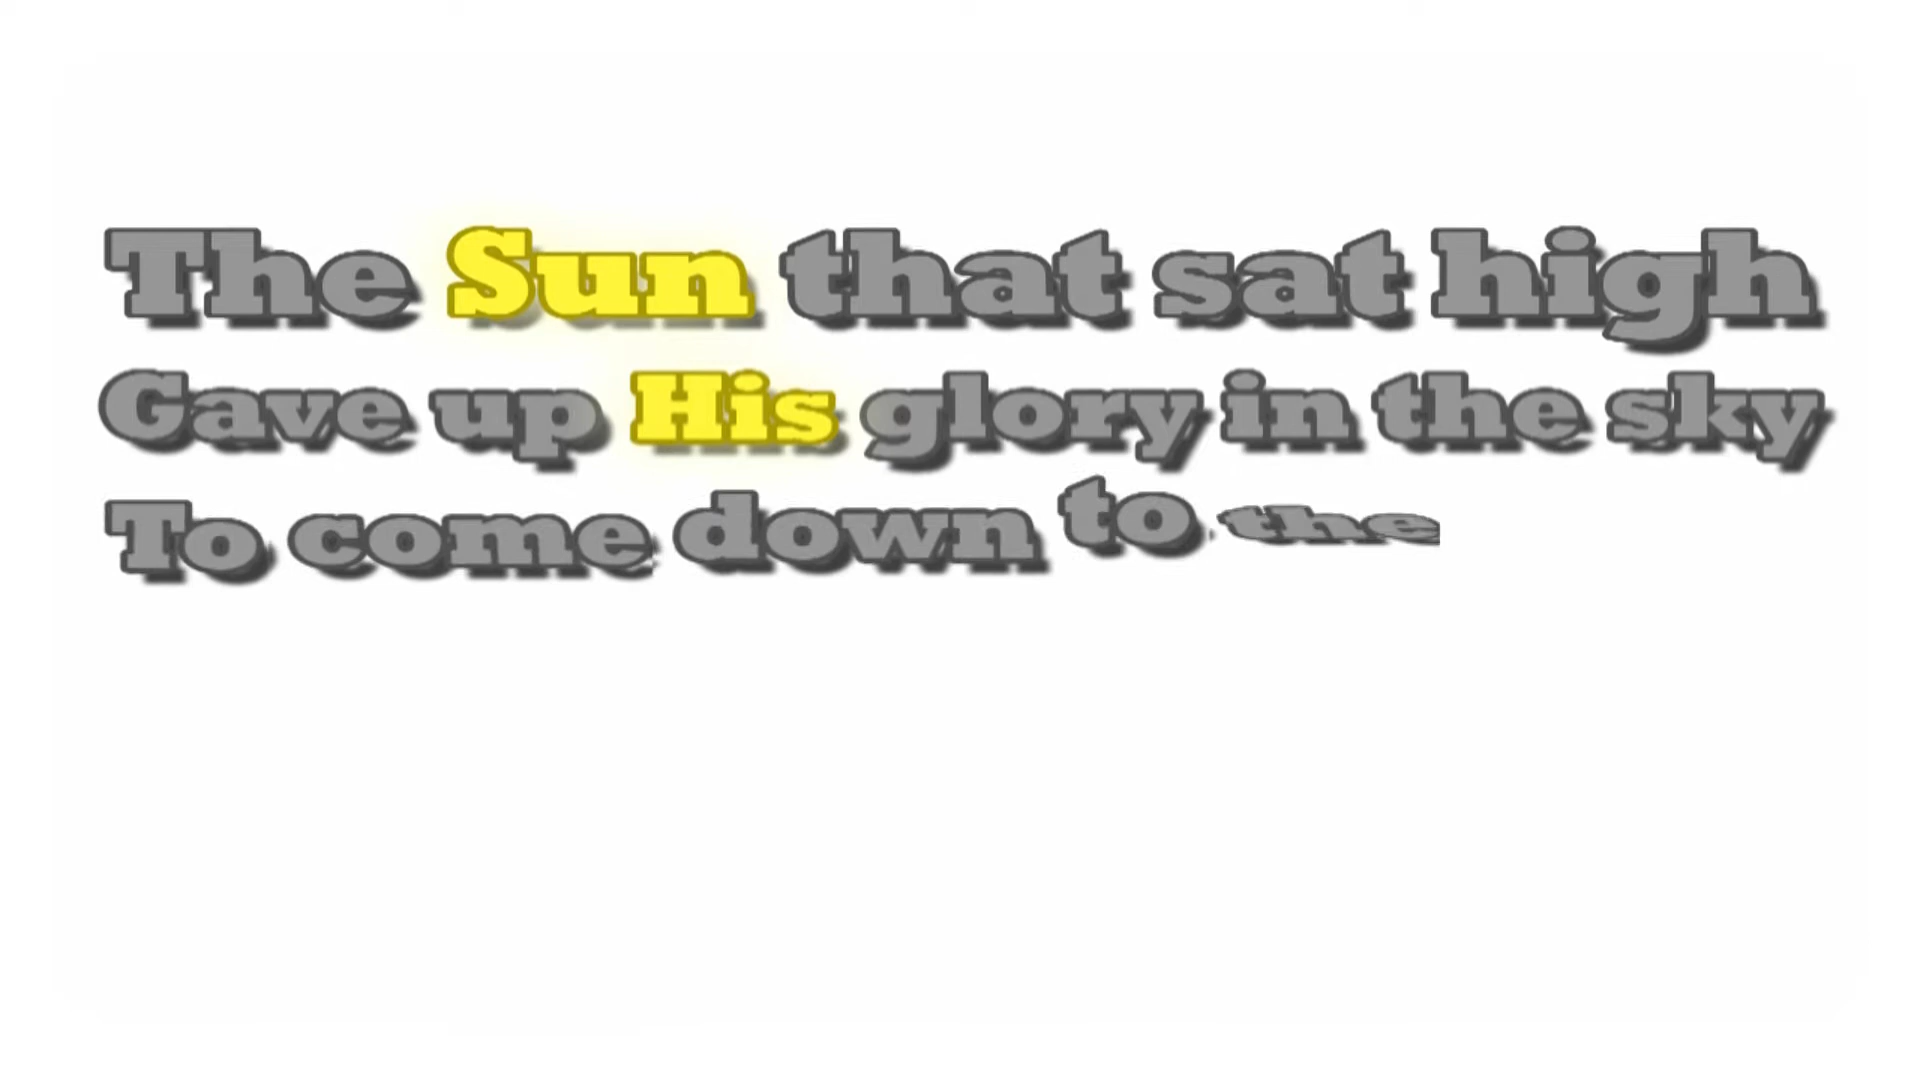 The Sun that sat high
Gave up His glory in the sky
To come down to the